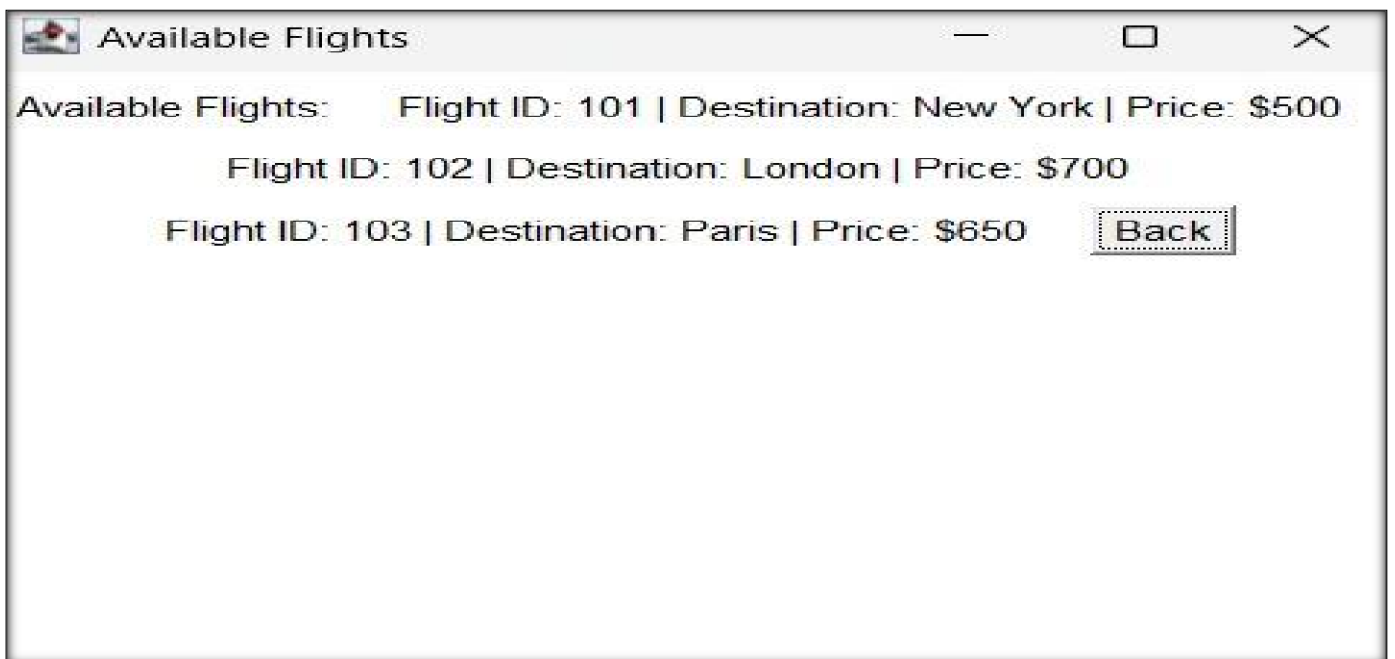 Available Flights
Available Flights: Flight ID: 101 | Destination: New York | Price: $500
Flight ID: 102 | Destination: London | Price: $700
Flight ID: 103 | Destination: Paris | Price: $650 Back